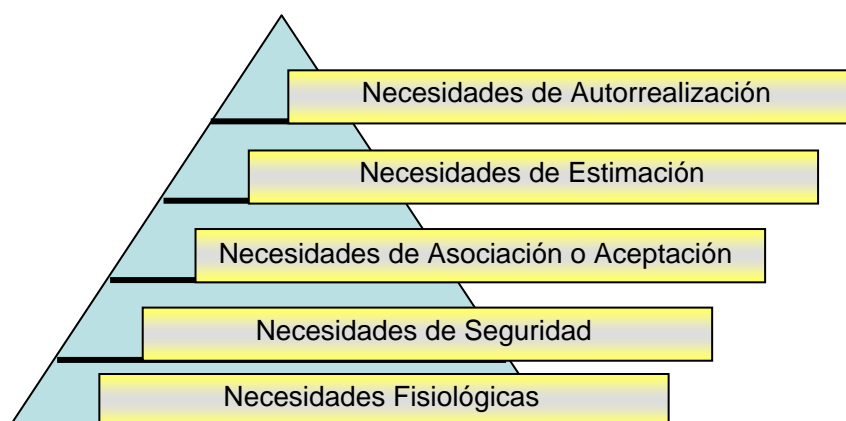 Necesidades de Autorrealización
Necesidades de Estimación
Necesidades de Asociación o Aceptación
Necesidades de Seguridad
Necesidades Fisiológicas